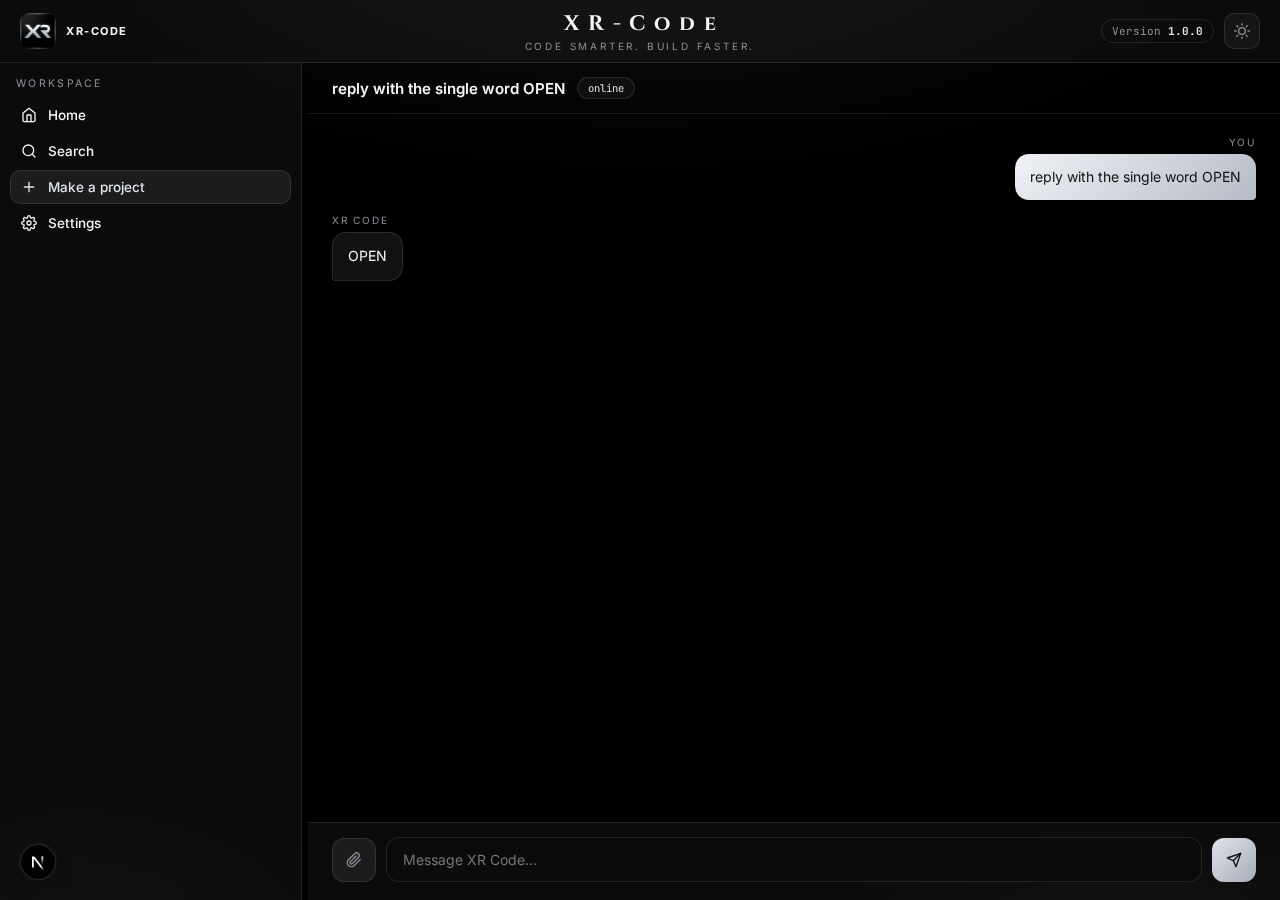 XR
XR-CODE
XR-CODE
CODE SMARTER. BUILD FASTER.
Version 1.0.0
WORKSPACE
Home
Search
Make a project
Settings
N
reply with the single word OPEN
online
YOU
reply with the single word OPEN
XR CODE
OPEN
Message XR Code...